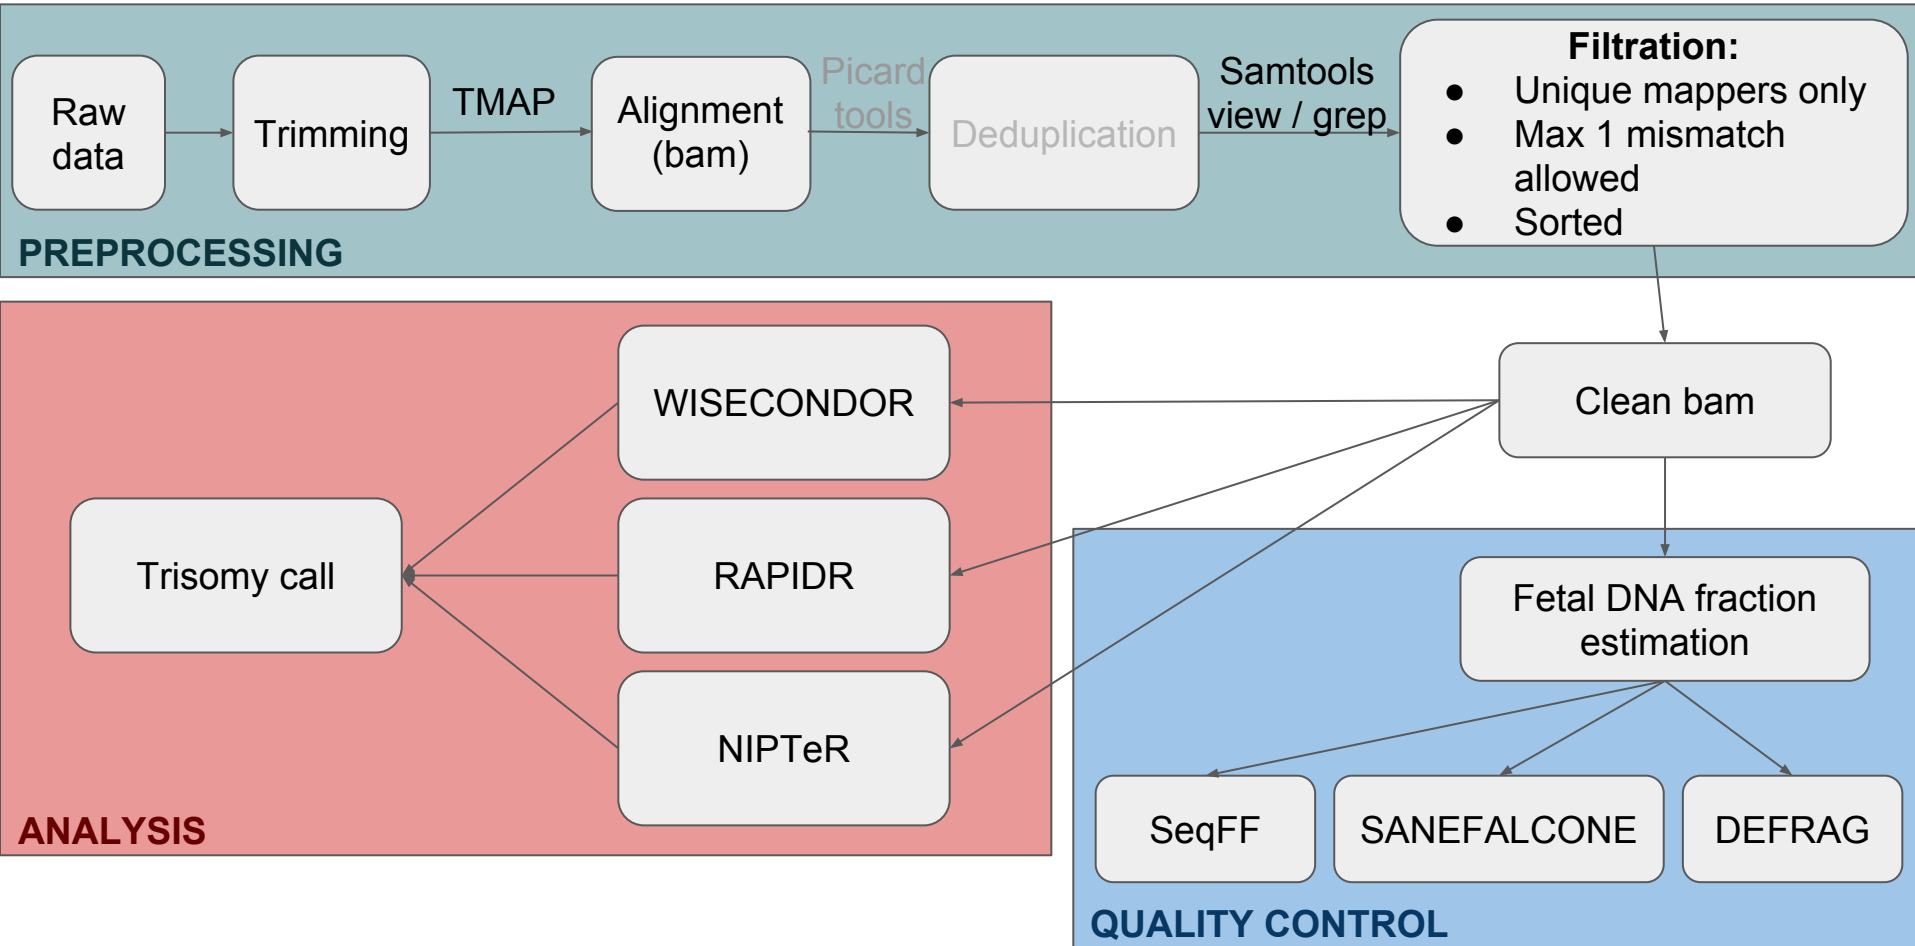 Raw
data
Trimming
TMAP
Alignment
(bam)
Picard
tools
Deduplication
Samtools
view / grep
Filtration:
● Unique mappers only
● Max 1 mismatch
allowed
● Sorted
PREPROCESSING
WISECONDOR
Clean bam
Trisomy call
RAPIDR
Fetal DNA fraction
estimation
NIPTeR
SeqFF
SANEFALCONE
DEFRAG
ANALYSIS
QUALITY CONTROL